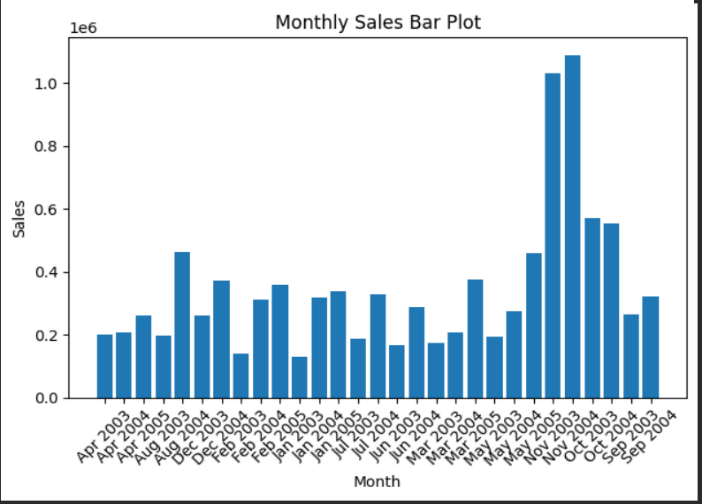 Monthly Sales Bar Plot
1e6
1.0
0.8
0.6
0.4
0.2
0.0
Sales
Apr 2003
Apr 2004
Apr 2005
Aug 2003
Aug 2004
Dec 2003
Dec 2004
Feb 2003
Feb 2004
Feb 2005
Jan 2003
Jan 2004
Jan 2005
Jul 2003
Jul 2004
Jun 2003
Jun 2004
Mar 2003
Mar 2004
Mar 2005
May 2003
May 2004
May 2005
Nov 2003
Nov 2004
Oct 2003
Oct 2004
Sep 2003
Sep 2004
Month